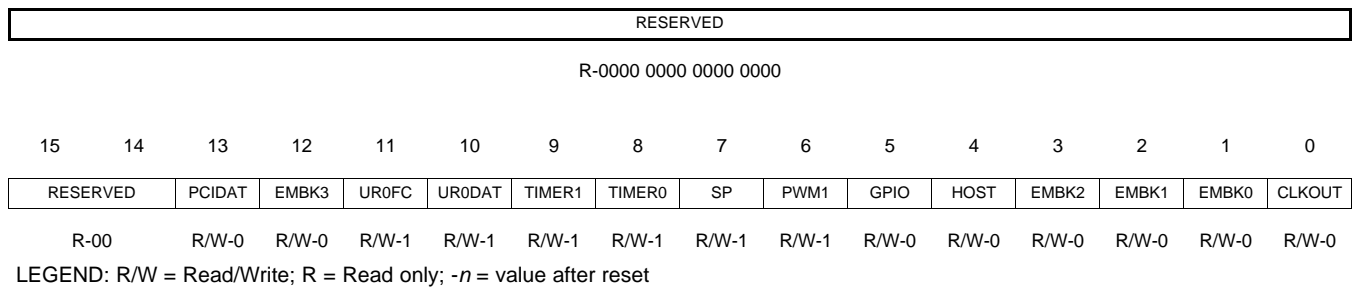 RESERVED
R-0000 0000 0000 0000
15 14 13 12 11 10 9 8 7 6 5 4 3 2 1 0
RESERVED PCIDAT EMBK3 UR0FC UR0DAT TIMER1 TIMER0 SP PWM1 GPIO HOST EMBK2 EMBK1 EMBK0 CLKOUT
R-00 R/W-0 R/W-0 R/W-1 R/W-1 R/W-1 R/W-1 R/W-1 R/W-1 R/W-0 R/W-0 R/W-0 R/W-0 R/W-0 R/W-0
LEGEND: R/W = Read/Write; R = Read only; -n = value after reset